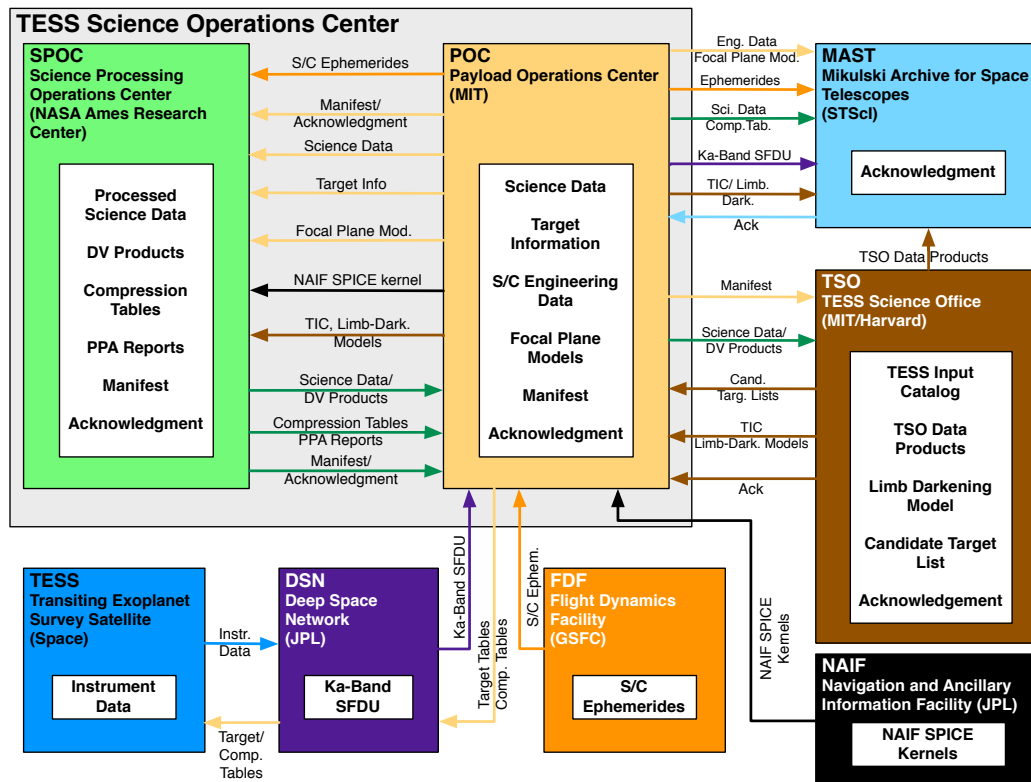 TESS Science Operations Center
SPOC
Science Processing
Operations Center
(NASA Ames Research
Center)
Processed
Science Data
DV Products
Compression
Tables
PPA Reports
Manifest
Acknowledgment
S/C Ephemerides
Manifest/
Acknowledgment
Science Data
Target Info
Focal Plane Mod.
NAIF SPICE kernel
TIC, Limb-Dark.
Models
Science Data/
DV Products
Compression Tables
PPA Reports
Manifest/
Acknowledgment
POC
Payload Operations Center
(MIT)
Science Data
Target
Information
S/C Engineering
Data
Focal Plane
Models
Manifest
Acknowledgment
Eng. Data
Focal Plane Mod.
Ephemerides
Sci. Data
Comp.Tab.
Ka-Band SFDU
TIC/ Limb.
Dark.
Ack
Manifest
Science Data/
DV Products
Cand.
Targ. Lists
TIC
Limb-Dark. Models
Ack
MAST
Mikulski Archive for Space
Telescopes
(STScI)
Acknowledgment
TSO Data Products
TSO
TESS Science Office
(MIT/Harvard)
TESS Input
Catalog
TSO Data
Products
Limb Darkening
Model
Candidate Target
List
Acknowledgement
TESS
Transiting Exoplanet
Survey Satellite
(Space)
Instrument
Data
Instr.
Data
Target/
Comp.
Tables
DSN
Deep Space
Network
(JPL)
Ka-Band
SFDU
Ka-Band SFDU
Target Tables
Comp. Tables
S/C Ephem.
FDF
Flight Dynamics
Facility
(GSFC)
S/C
Ephemerides
NAIF SPICE
Kernels
NAIF
Navigation and Ancillary
Information Facility (JPL)
NAIF SPICE
Kernels